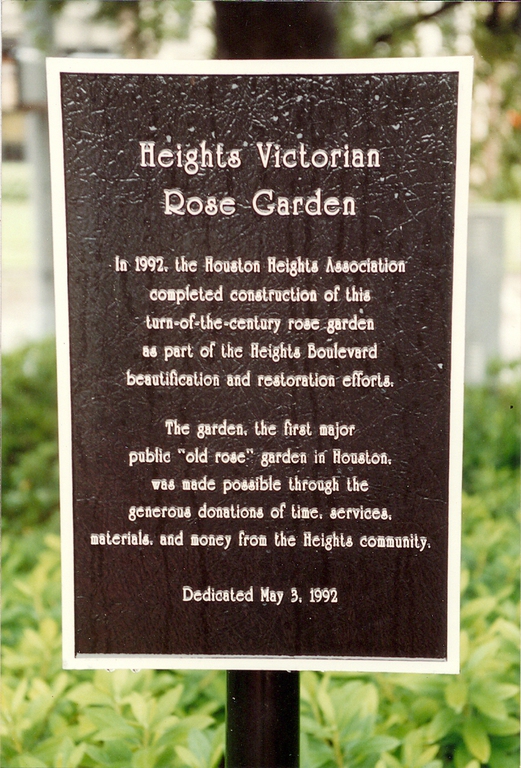 Heights Victorian
Rose Garden
In 1992, the Houston Heights Association
completed construction of this
turn-of-the-century rose garden
as part of the Heights Boulevard
beautification and restoration efforts.
The garden, the first major
public "old rose" garden in Houston,
was made possible through the
generous donations of time, services,
materials, and money from the Heights community.
Dedicated May 3, 1992